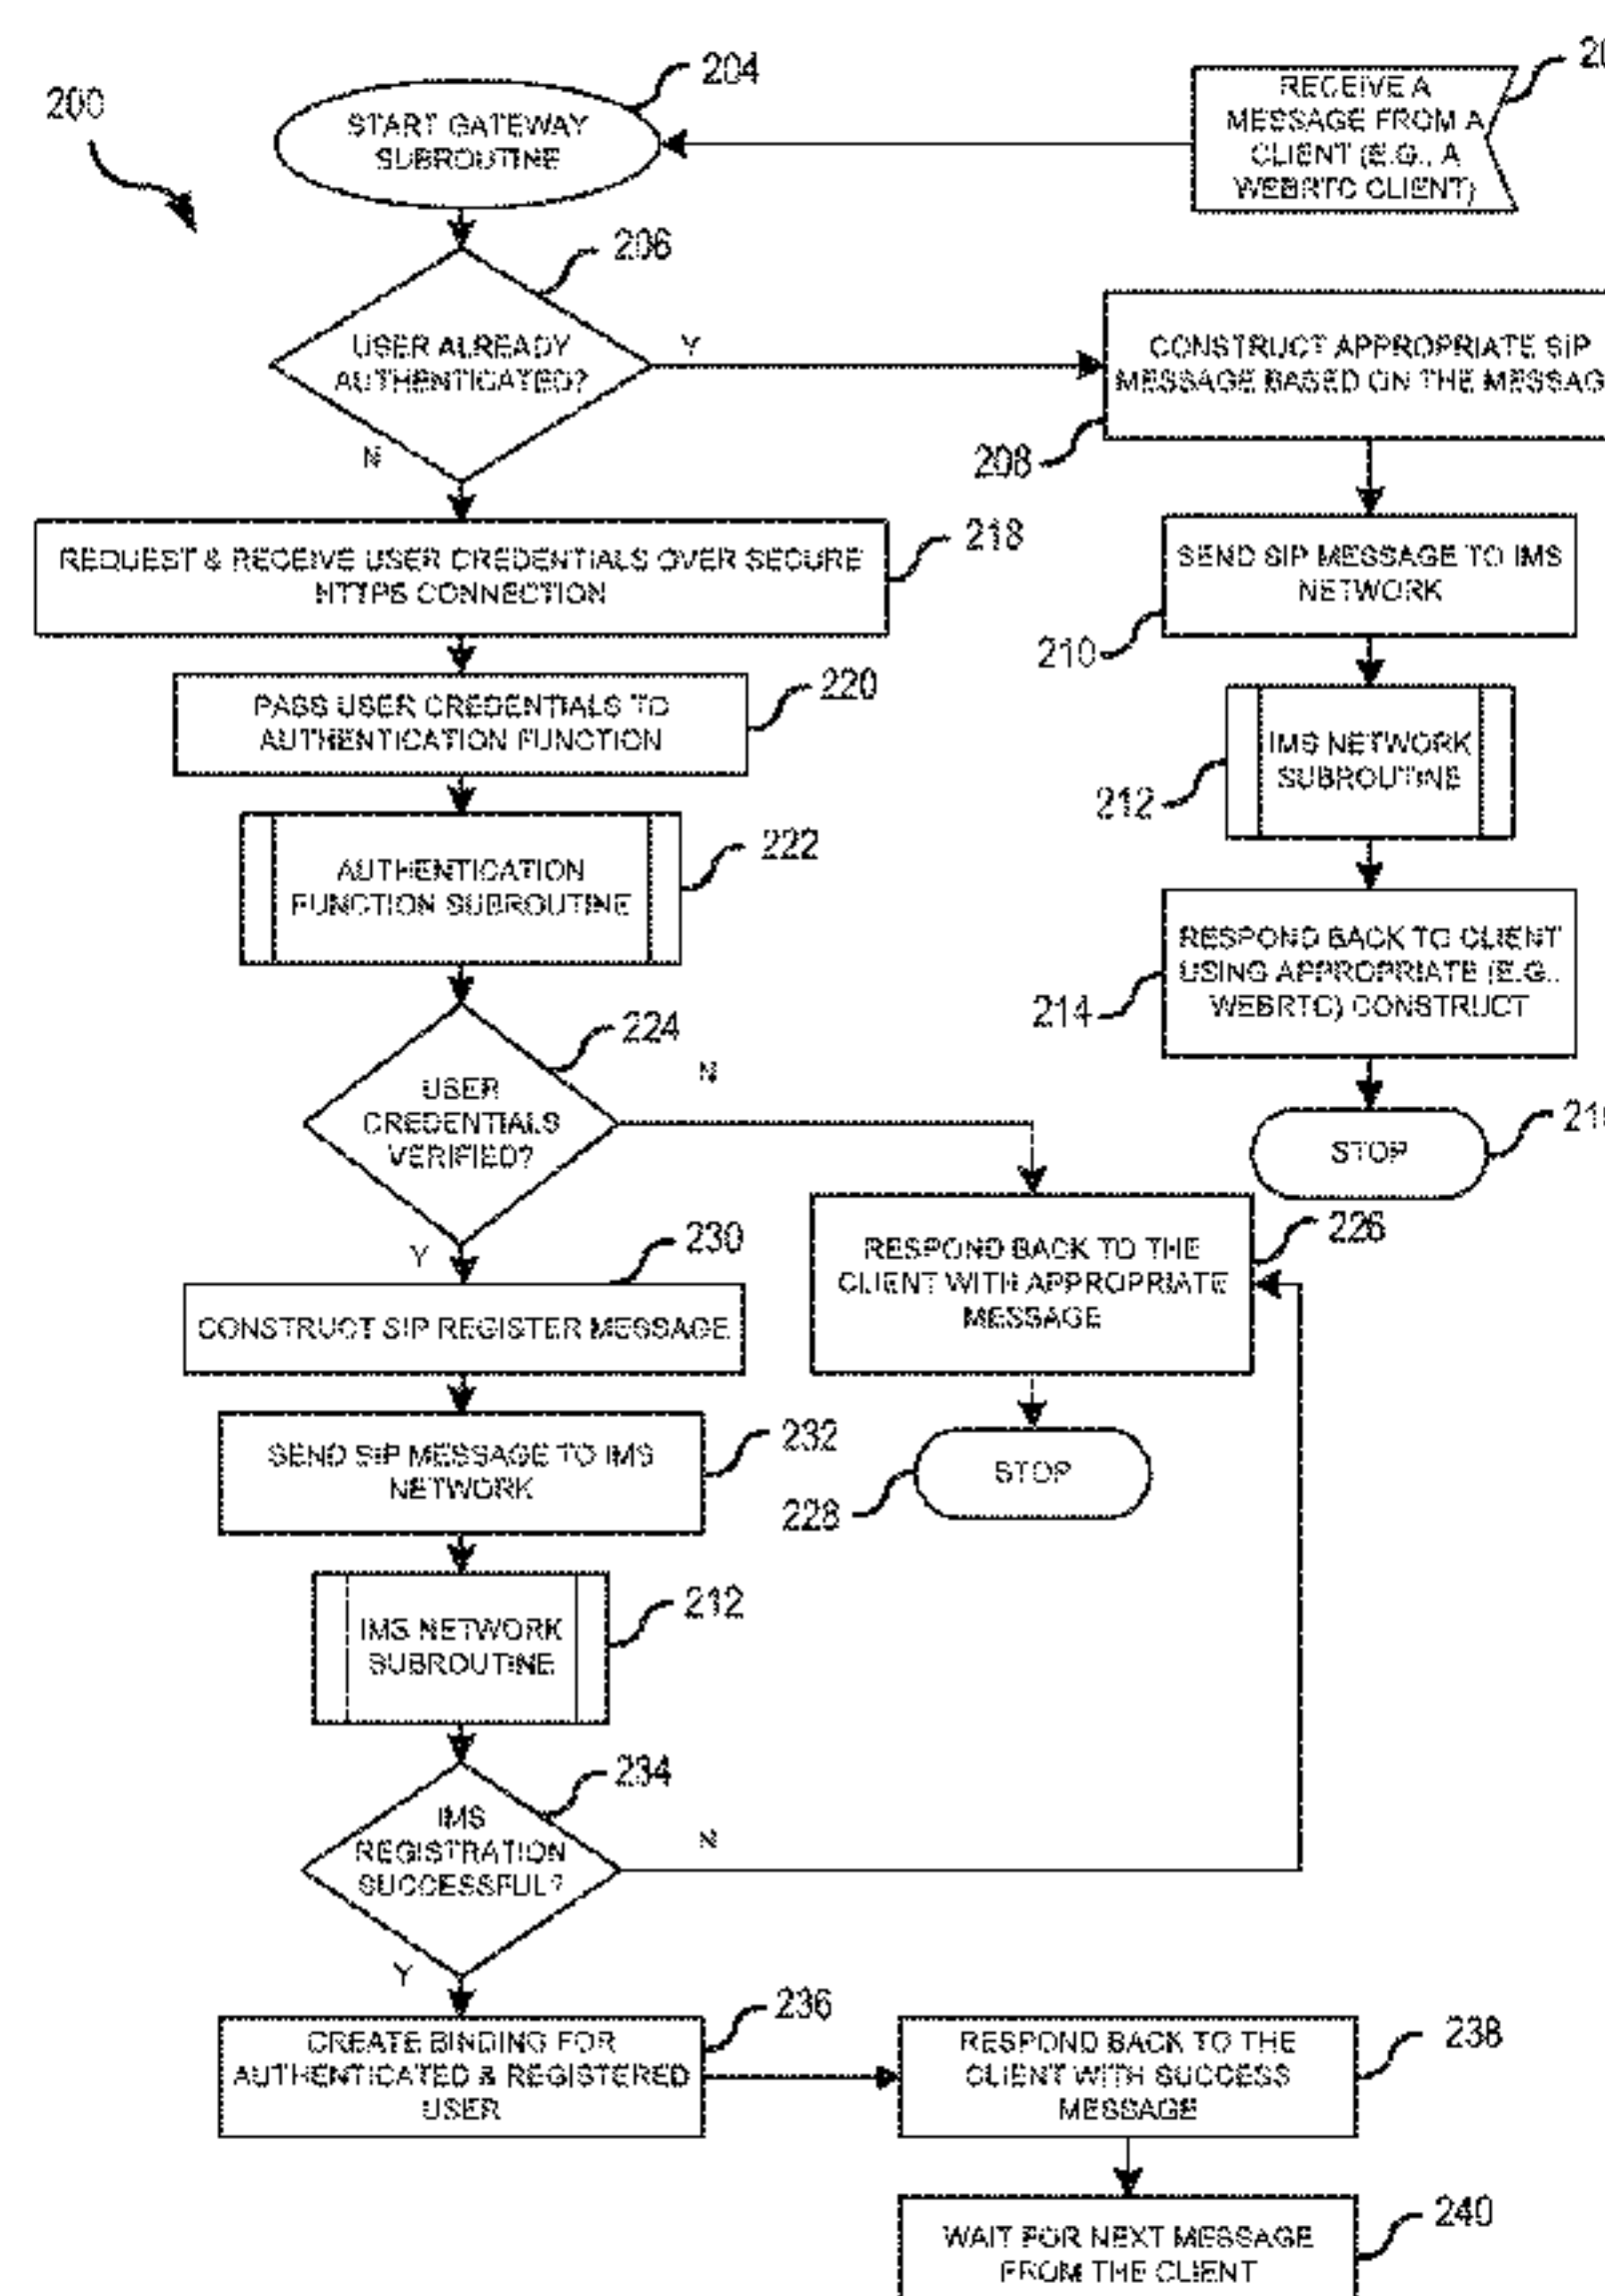 200
204
START GATEWAY
SUBROUTINE
RECEIVE A
MESSAGE FROM A
CLIENT (E.G., A
WEBRTC CLIENT)
206
USER ALREADY
AUTHENTICATED?
Y
N
CONSTRUCT APPROPRIATE SIP
MESSAGE BASED ON THE
208
REQUEST & RECEIVE USER CREDENTIALS OVER SECURE
HTTPS CONNECTION
218
SEND SIP MESSAGE TO IMS
NETWORK
210
PASS USER CREDENTIALS TO
AUTHENTICATION FUNCTION
220
IMS NETWORK
SUBROUTINE
212
AUTHENTICATION
FUNCTION SUBROUTINE
222
RESPOND BACK TO CLIENT
USING APPROPRIATE (E.G.,
WEBRTC) CONSTRUCT
214
USER
CREDENTIALS
VERIFIED?
224
N
Y
STOP
RESPOND BACK TO THE
CLIENT WITH APPROPRIATE
MESSAGE
226
230
CONSTRUCT SIP REGISTER MESSAGE
STOP
228
SEND SIP MESSAGE TO IMS
NETWORK
232
IMS NETWORK
SUBROUTINE
212
IMS
REGISTRATION
SUCCESSFUL?
234
N
Y
CREATE BINDING FOR
AUTHENTICATED & REGISTERED
USER
236
RESPOND BACK TO THE
CLIENT WITH SUCCESS
MESSAGE
238
WAIT FOR NEXT MESSAGE
FROM THE CLIENT
240